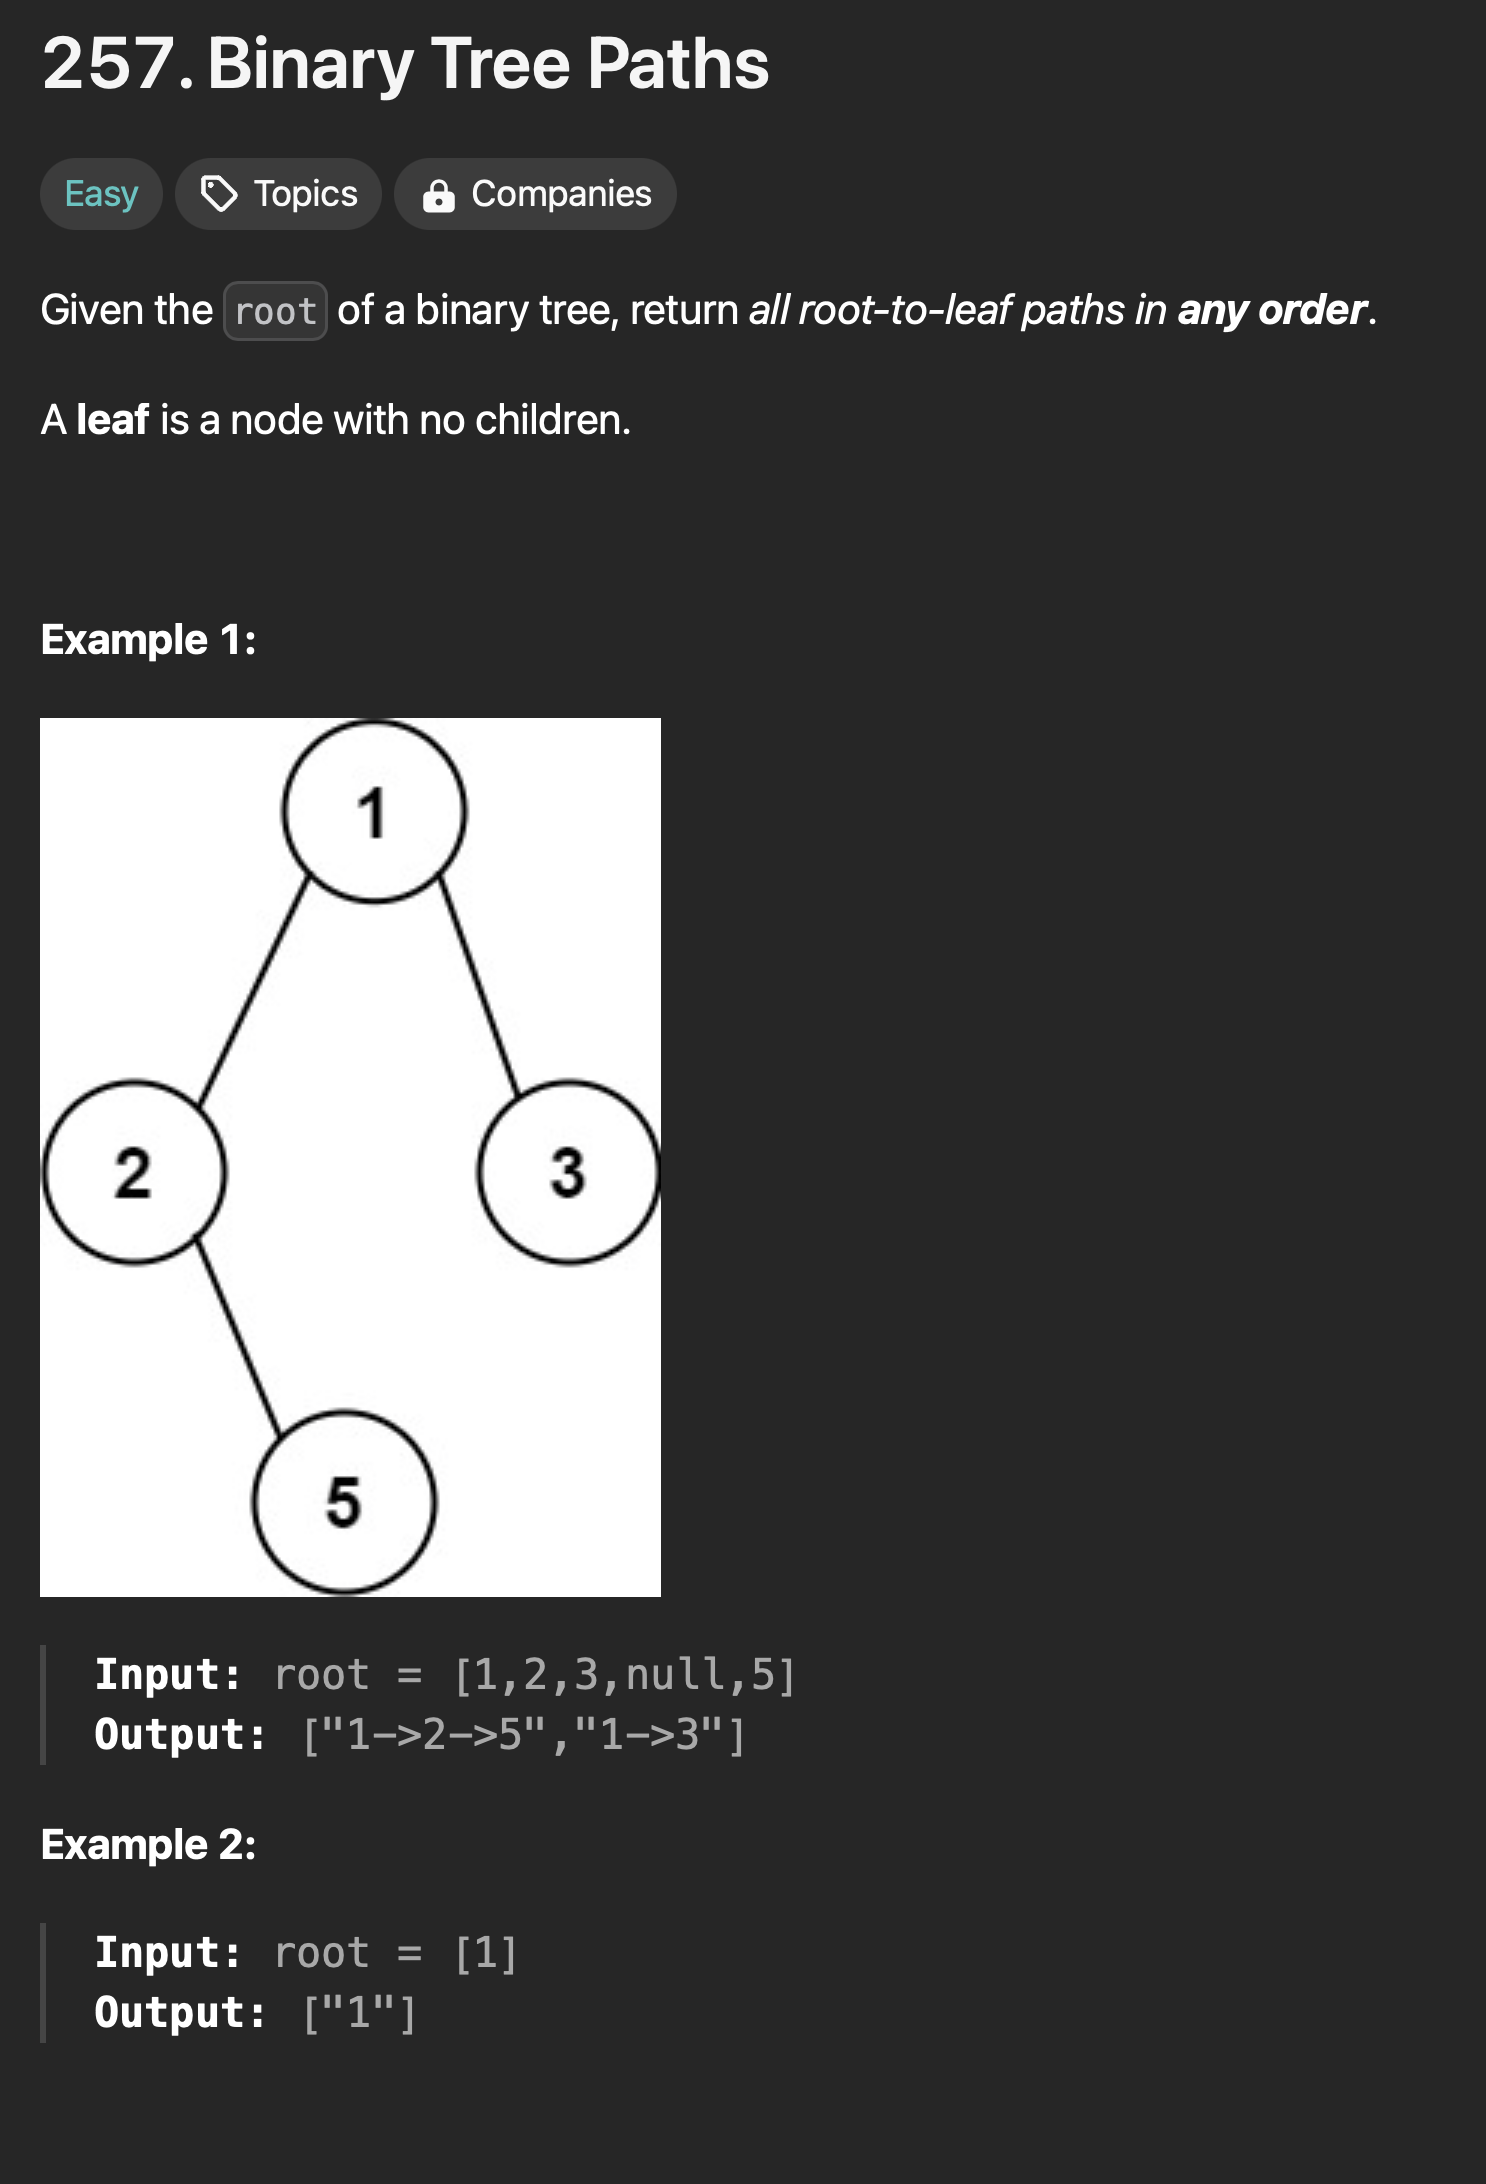 257. Binary Tree Paths
Easy Topics Companies
Given the root of a binary tree, return all root-to-leaf paths in any order.
A leaf is a node with no children.
Example 1:
1
2 3
5
Input: root = [1,2,3,null,5]
Output: ["1->2->5","1->3"]
Example 2:
Input: root = [1]
Output: ["1"]